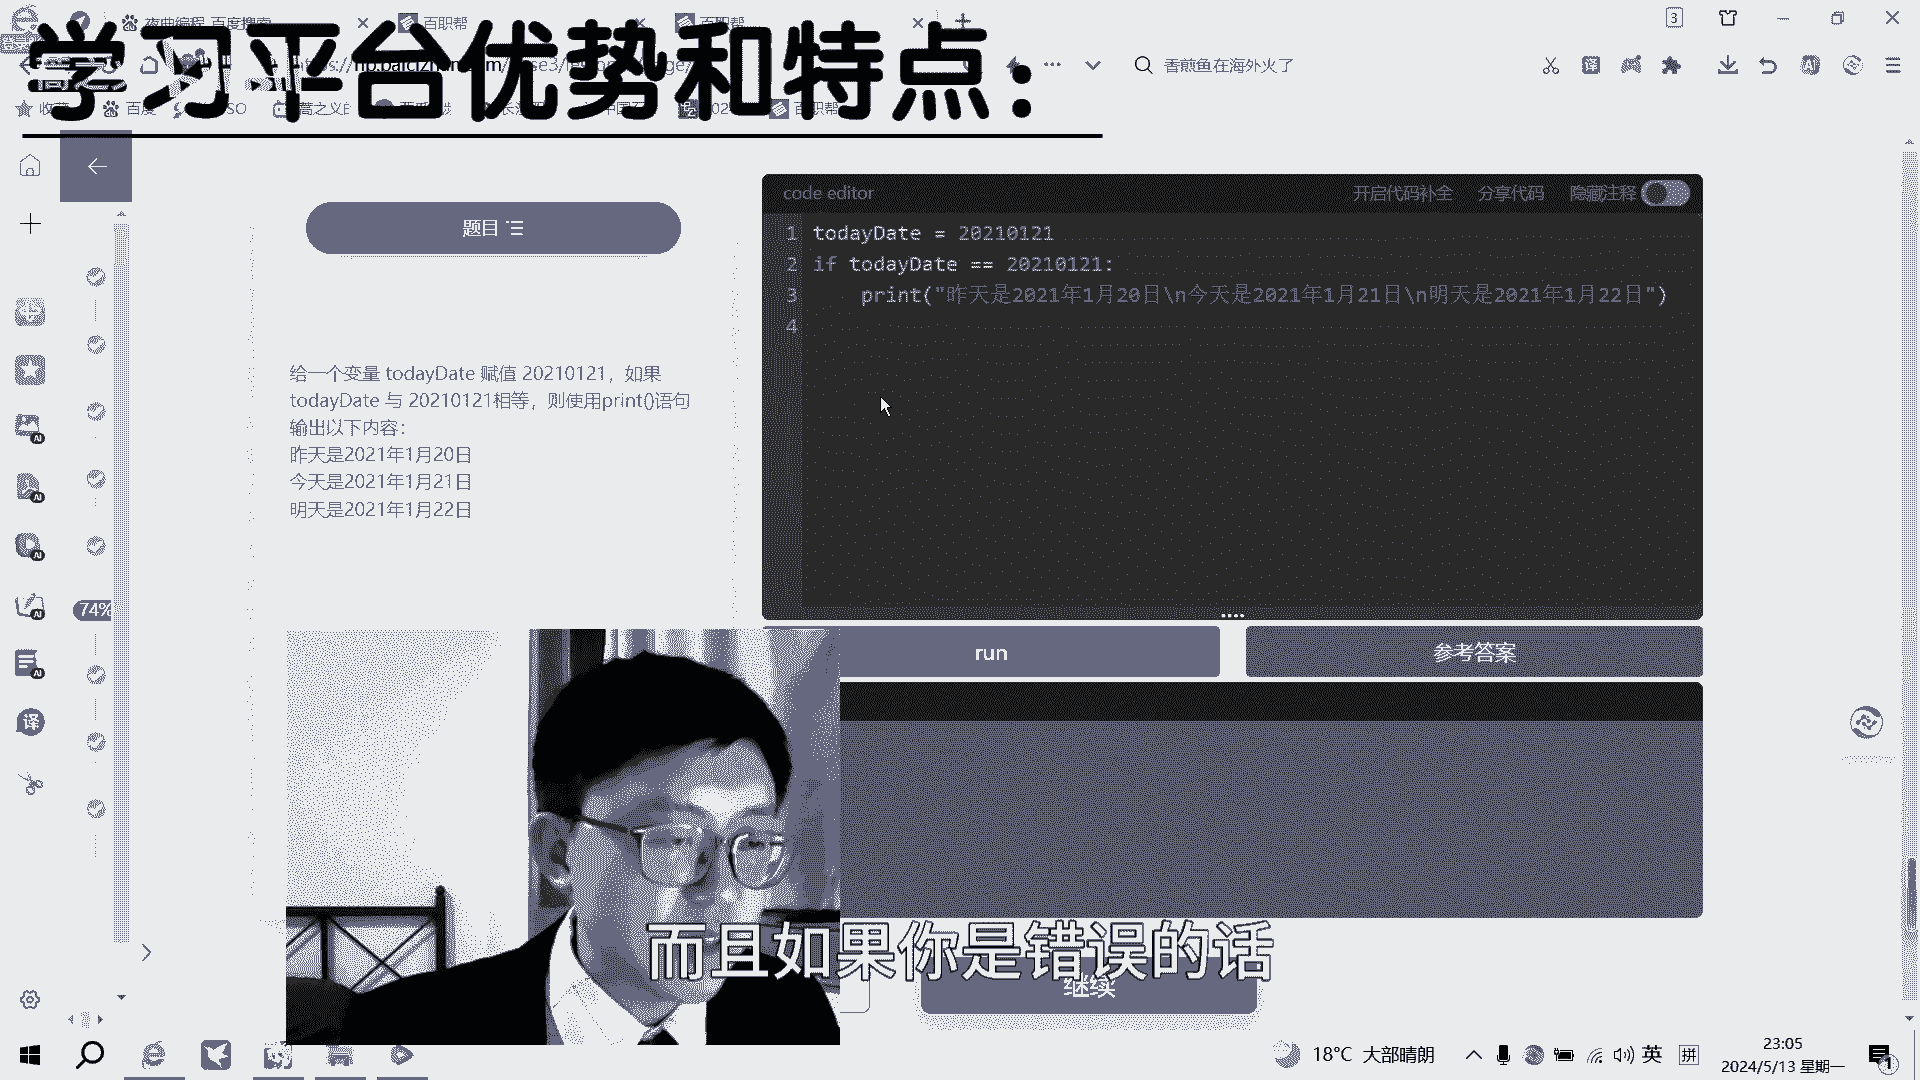 学习平台优势和特点：
夜曲编程_百度搜索
百职帮
百职帮
3
香煎鱼在海外火了
百度
百职帮
题目
给一个变量 todayDate 赋值 20210121，如果
todayDate 与 20210121相等，则使用print()语句
输出以下内容：
昨天是2021年1月20日
今天是2021年1月21日
明天是2021年1月22日
74%
code editor
开启代码补全
分享代码
隐藏注释
1 todayDate = 20210121
2 if todayDate == 20210121:
3 print("昨天是2021年1月20日\n今天是2021年1月21日\n明天是2021年1月22日")
4
run
参考答案
而且如果你是错误的话
继续
18°C 大部晴朗
英
拼
23:05
2024/5/13 星期一
1